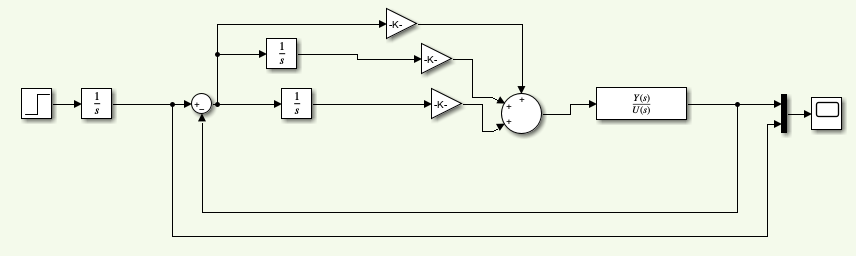 -K-
1
s
-K-
1
s
1
s
+
−
-K-
+
+
+
Y(s)
U(s)